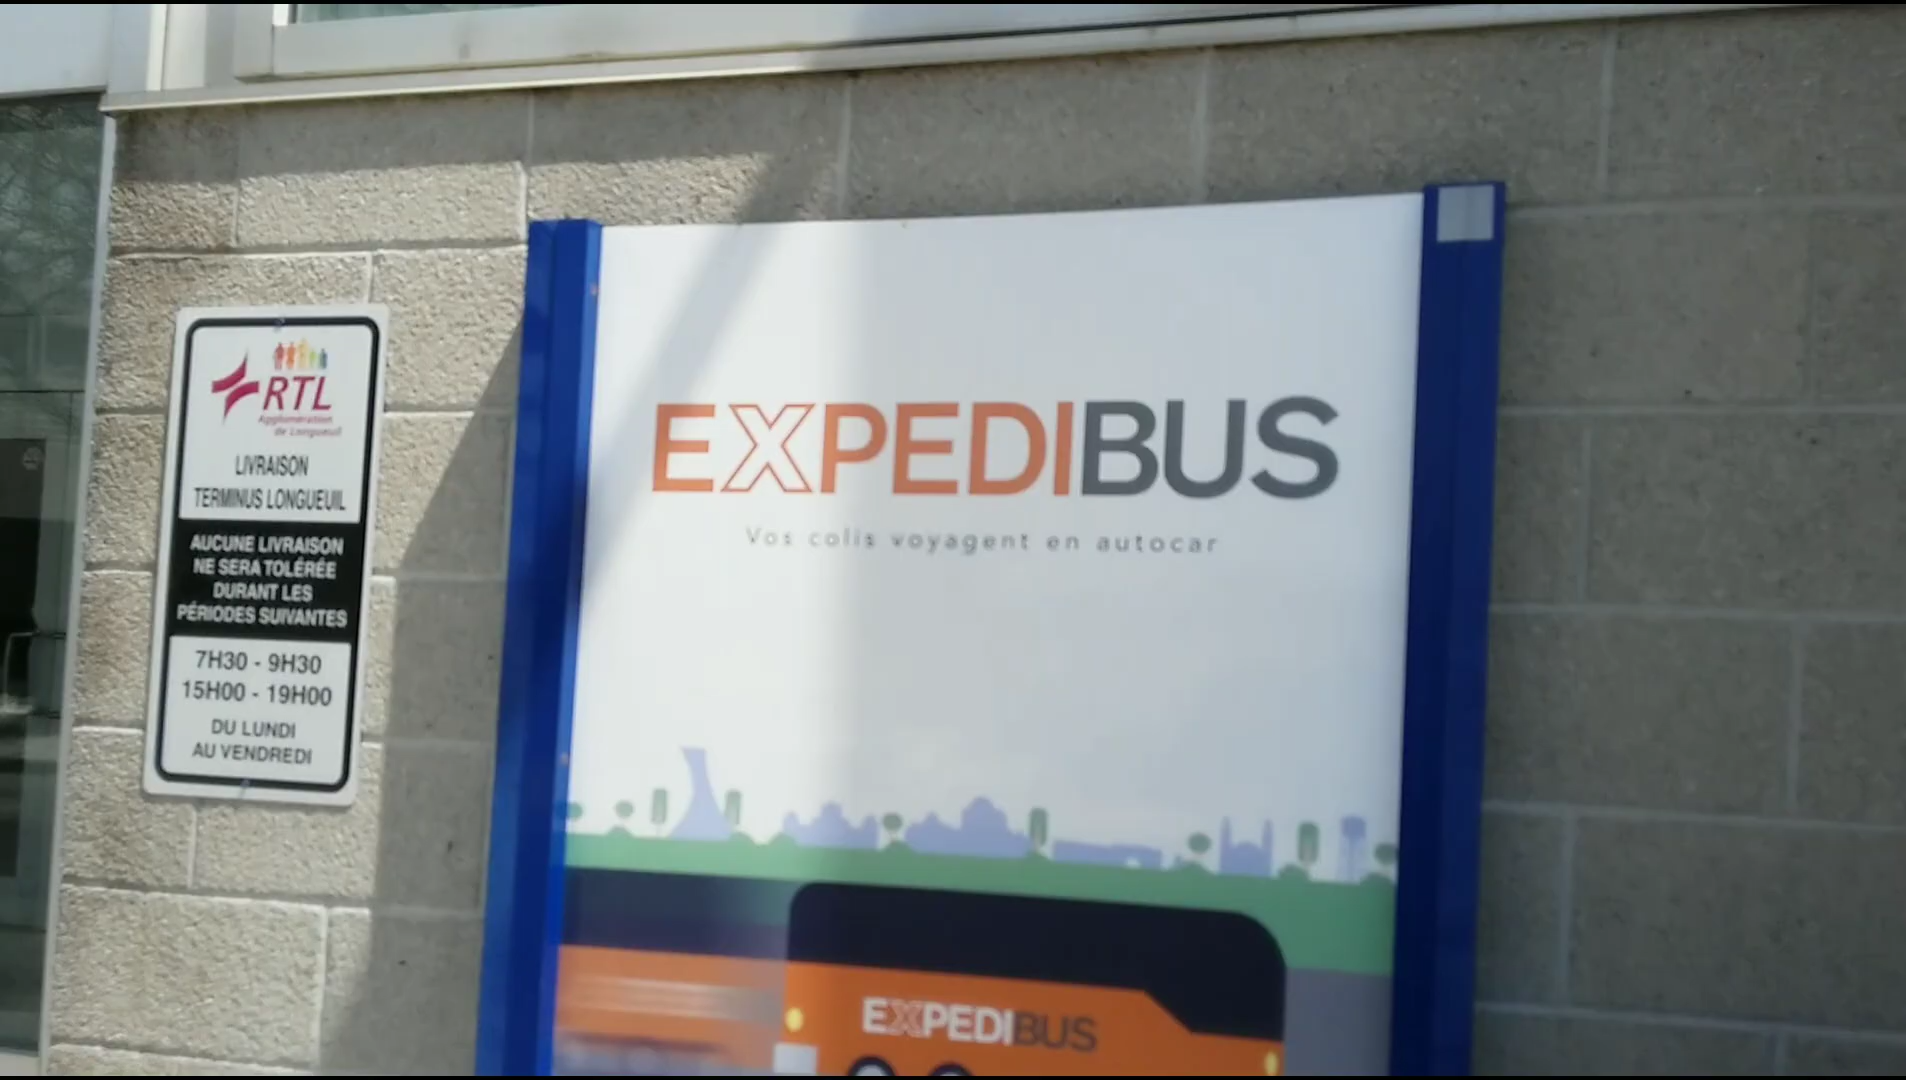 RTL
Agglomération
de Longueuil
LIVRAISON
TERMINUS LONGUEUIL
AUCUNE LIVRAISON
NE SERA TOLÉRÉE
DURANT LES
PÉRIODES SUIVANTES
7H30 - 9H30
15H00 - 19H00
DU LUNDI
AU VENDREDI
EXPEDIBUS
Vos colis voyagent en autocar
EXPEDIBUS